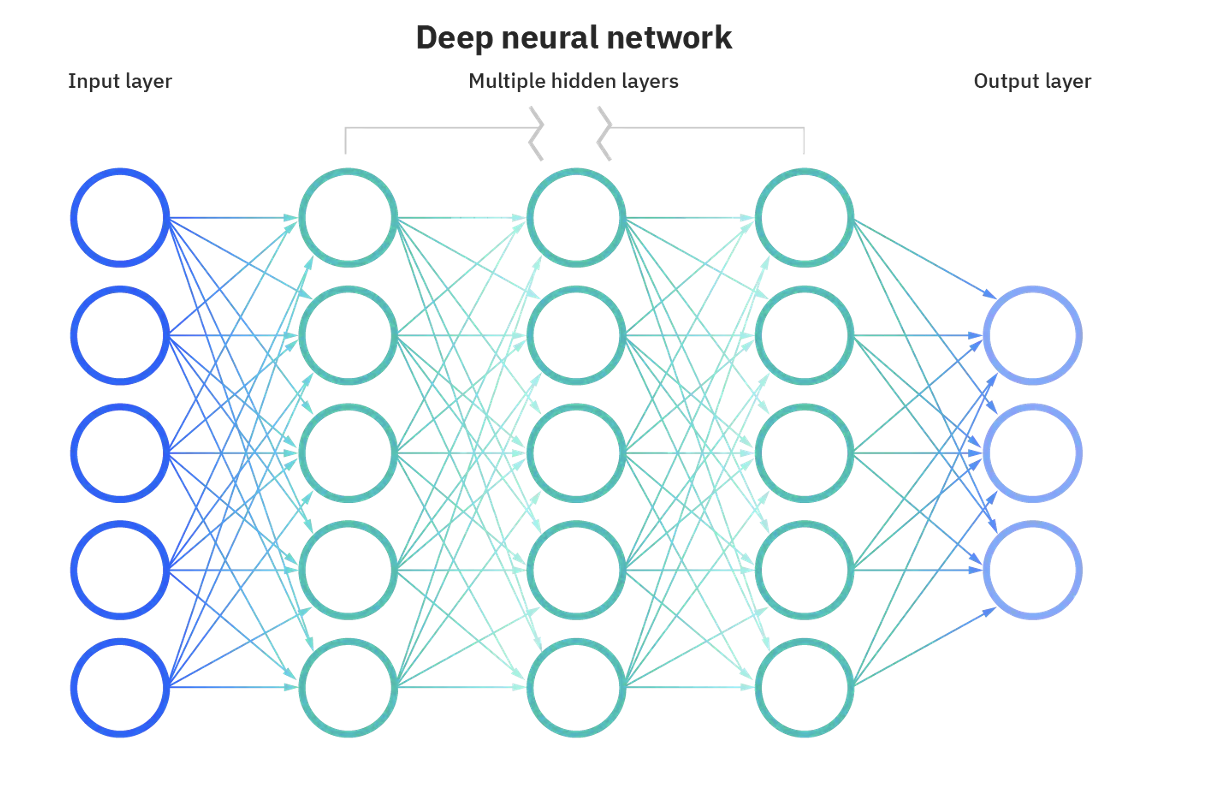 Deep neural network
Input layer
Multiple hidden layers
Output layer